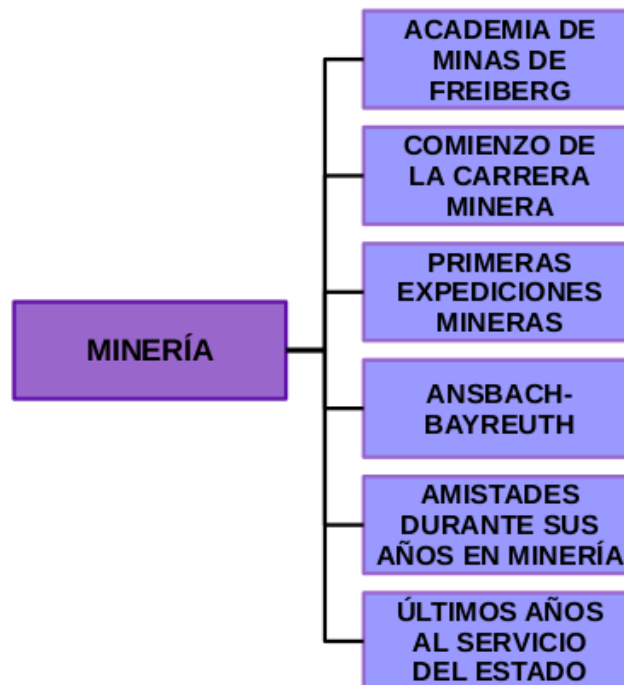 ACADEMIA DE
MINAS DE
FREIBERG
COMIENZO DE
LA CARRERA
MINERA
PRIMERAS
EXPEDICIONES
MINERAS
MINERÍA
ANSBACH-
BAYREUTH
AMISTADES
DURANTE SUS
AÑOS EN MINERÍA
ÚLTIMOS AÑOS
AL SERVICIO
DEL ESTADO